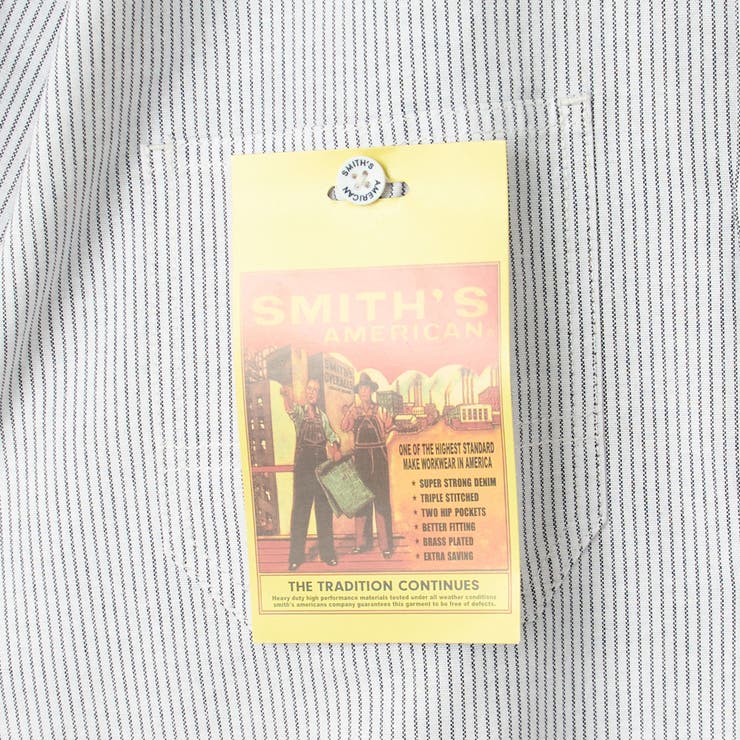 SMITH'S
AMERICAN
SMITH'S
AMERICAN®
SMITH'S
OVERALLS
ONE OF THE HIGHEST STANDARD
MAKE WORKWEAR IN AMERICA
★ SUPER STRONG DENIM
★ TRIPLE STITCHED
★ TWO HIP POCKETS
★ BETTER FITTING
★ BRASS PLATED
★ EXTRA SAVING
THE TRADITION CONTINUES
Heavy duty high performance materials tested under all weather conditions
smith's americans company guarantees this garment to be free of defects.